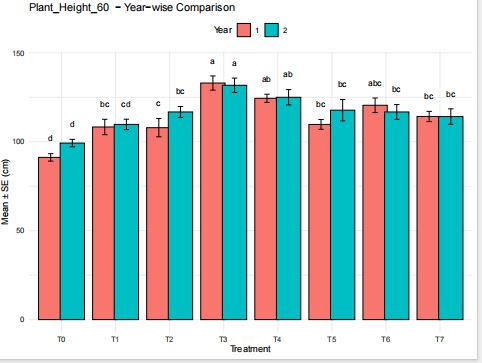 Plant_Height_60 - Year-wise Comparison
Year 1 2
150
a a
ab ab
abc bc
bc cd c bc bc bc bc bc
d d
100
Mean ± SE (cm)
50
0
T0 T1 T2 T3 T4 T5 T6 T7
Treatment